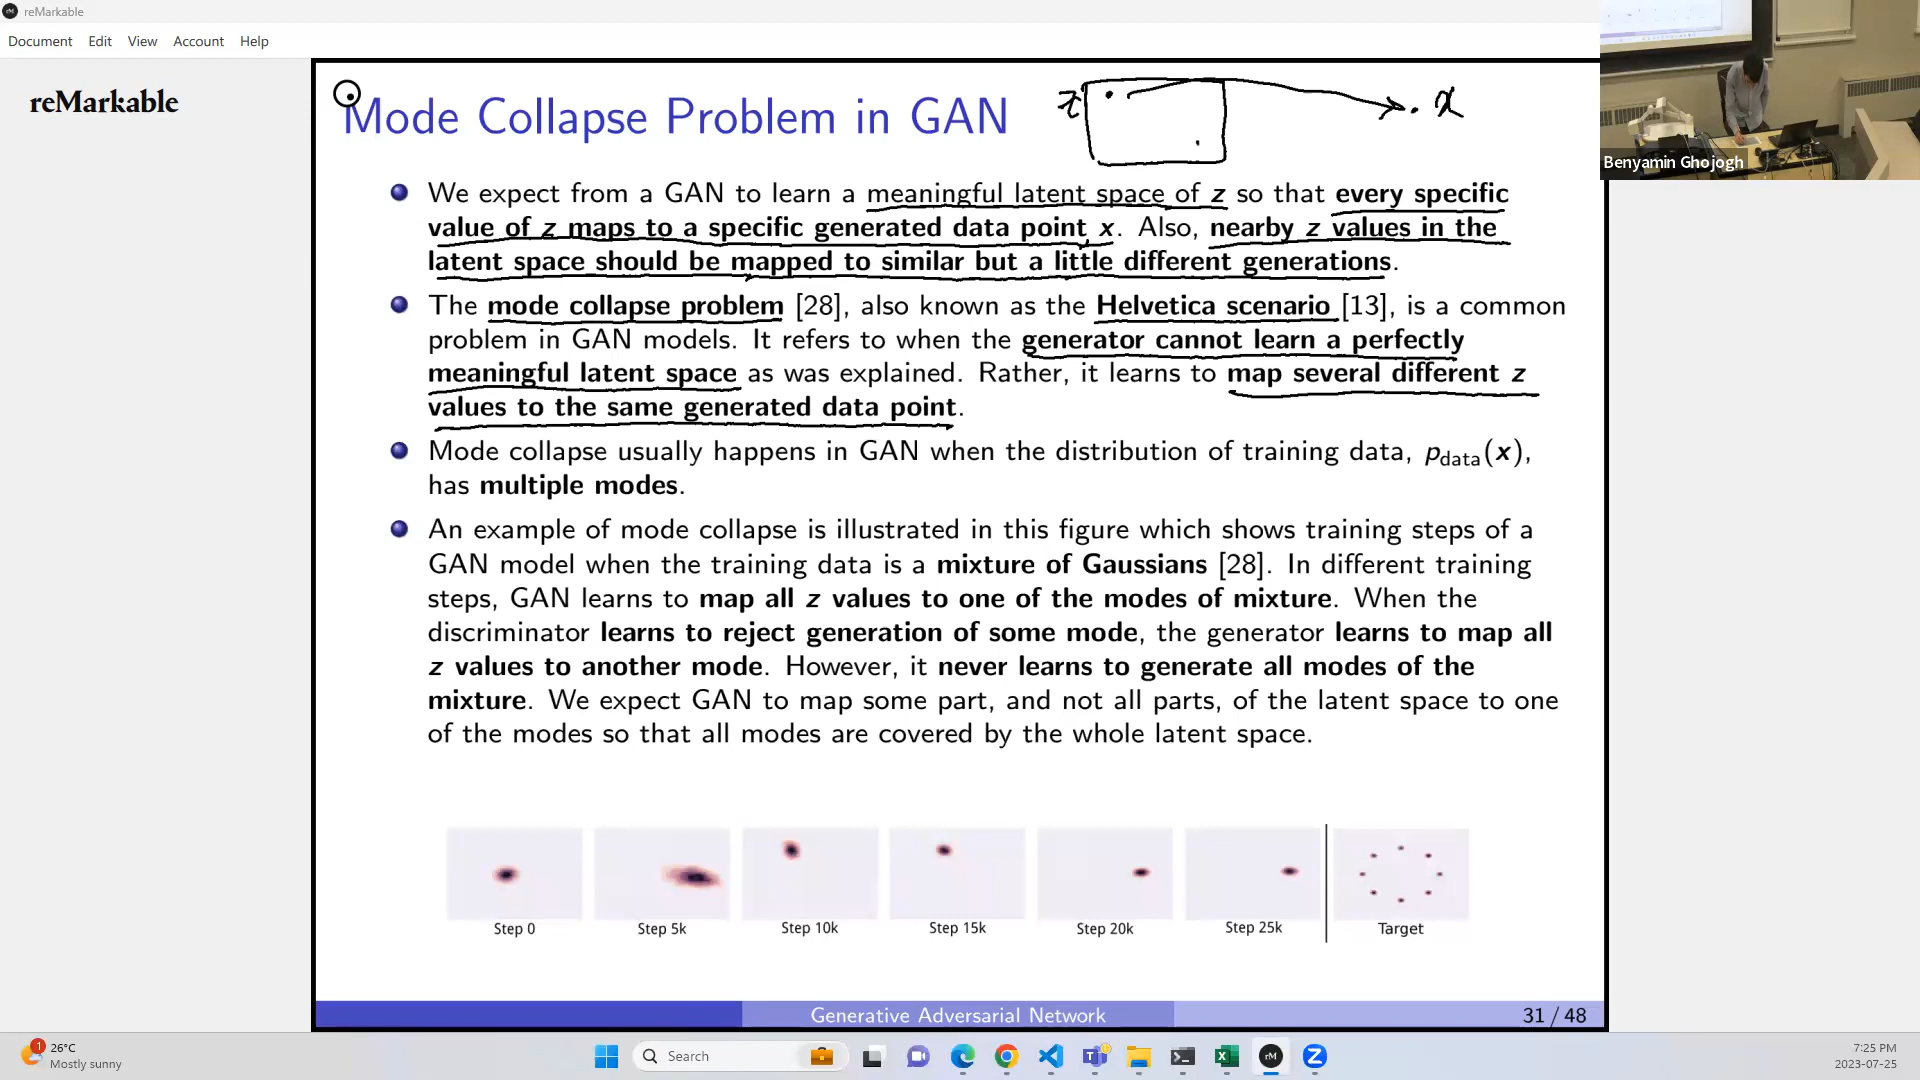 reMarkable
Document Edit View Account Help
reMarkable
Mode Collapse Problem in GAN
z
x
We expect from a GAN to learn a meaningful latent space of z so that every specific
value of z maps to a specific generated data point x. Also, nearby z values in the
latent space should be mapped to similar but a little different generations.
The mode collapse problem [28], also known as the Helvetica scenario [13], is a common
problem in GAN models. It refers to when the generator cannot learn a perfectly
meaningful latent space as was explained. Rather, it learns to map several different z
values to the same generated data point.
Mode collapse usually happens in GAN when the distribution of training data, p_data(x),
has multiple modes.
An example of mode collapse is illustrated in this figure which shows training steps of a
GAN model when the training data is a mixture of Gaussians [28]. In different training
steps, GAN learns to map all z values to one of the modes of mixture. When the
discriminator learns to reject generation of some mode, the generator learns to map all
z values to another mode. However, it never learns to generate all modes of the
mixture. We expect GAN to map some part, and not all parts, of the latent space to one
of the modes so that all modes are covered by the whole latent space.
Step 0 Step 5k Step 10k Step 15k Step 20k Step 25k Target
Generative Adversarial Network 31 / 48
Benyamin Ghojogh
1
26°C
Mostly sunny
Search
rM
7:25 PM
2023-07-25